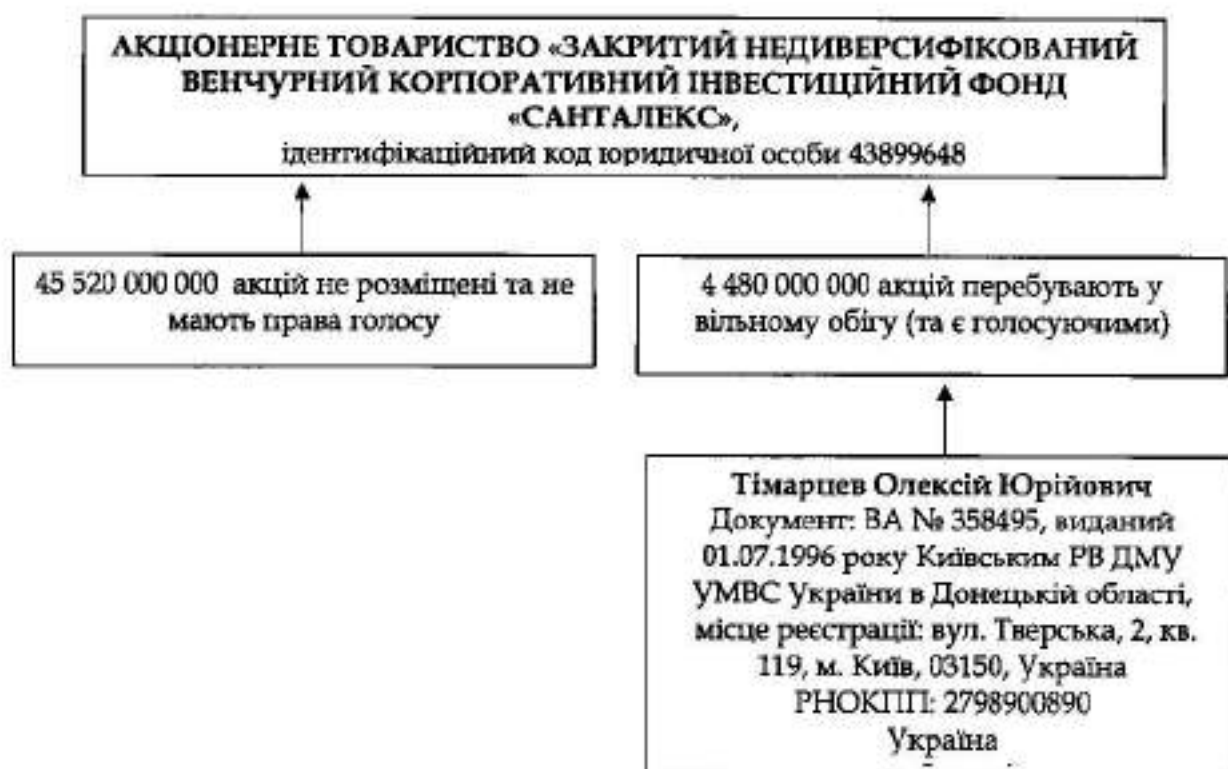 АКЦІОНЕРНЕ ТОВАРИСТВО «ЗАКРИТИЙ НЕДИВЕРСИФІКОВАНИЙ
ВЕНЧУРНИЙ КОРПОРАТИВНИЙ ІНВЕСТИЦІЙНИЙ ФОНД
«САНТАЛЕКС»,
ідентифікаційний код юридичної особи 43899648
45 520 000 000 акцій не розміщені та не
мають права голосу
4 480 000 000 акцій перебувають у
вільному обігу (та є голосуючими)
Тімарцев Олексій Юрійович
Документ: ВА № 358495, виданий
01.07.1996 року Київським РВ ДМУ
УМВС України в Донецькій області,
місце реєстрації: вул. Тверська, 2, кв.
119, м. Київ, 03150, Україна
РНОКПП: 2798900890
Україна